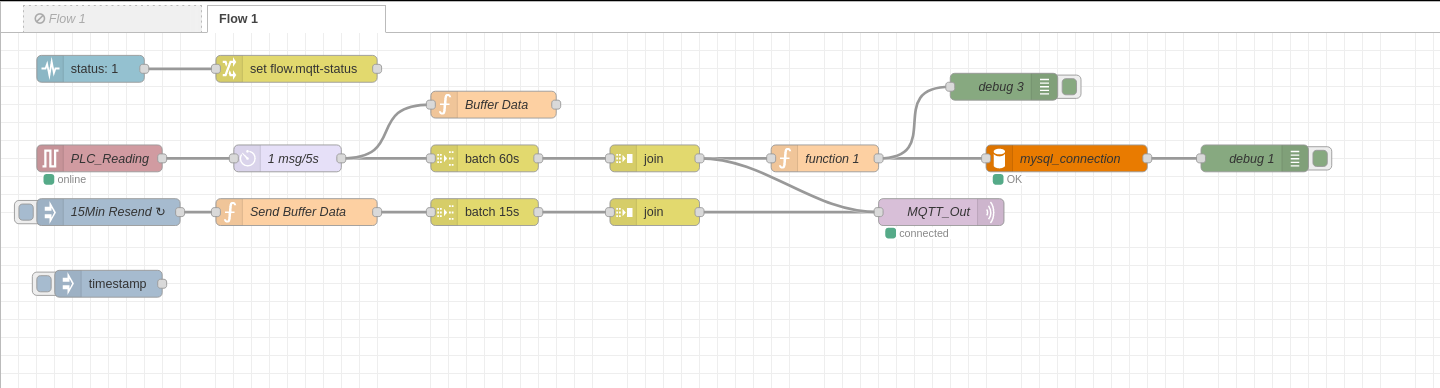 Flow 1
Flow 1
status: 1
set flow.mqtt-status
debug 3
Buffer Data
PLC_Reading
1 msg/5s
batch 60s
join
function 1
mysql_connection
debug 1
online
OK
15Min Resend ↻
Send Buffer Data
batch 15s
join
MQTT_Out
connected
timestamp